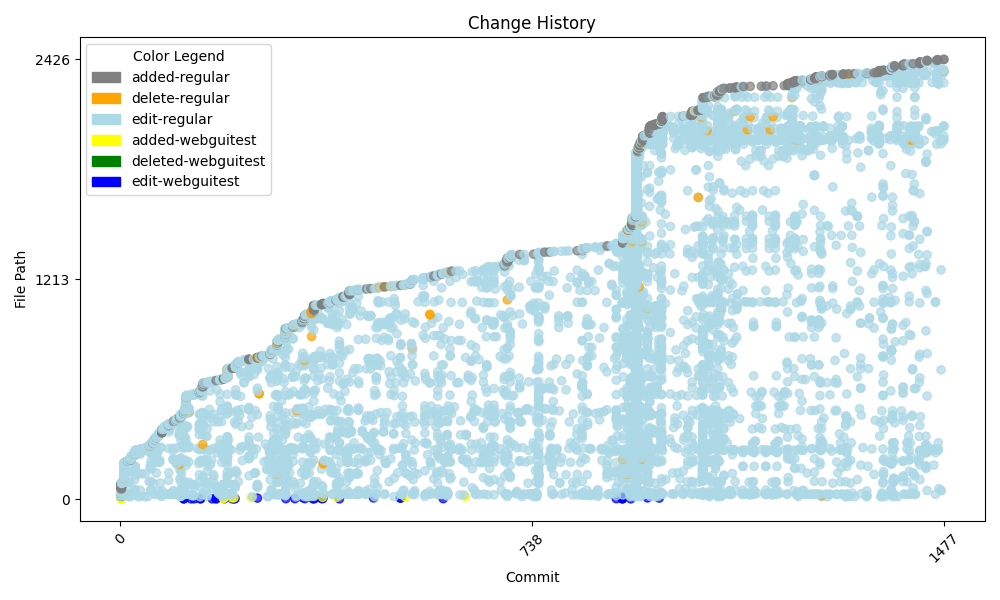 Change History
2426
Color Legend
added-regular
delete-regular
edit-regular
added-webguitest
deleted-webguitest
edit-webguitest
File Path
1213
0
0
738
1477
Commit